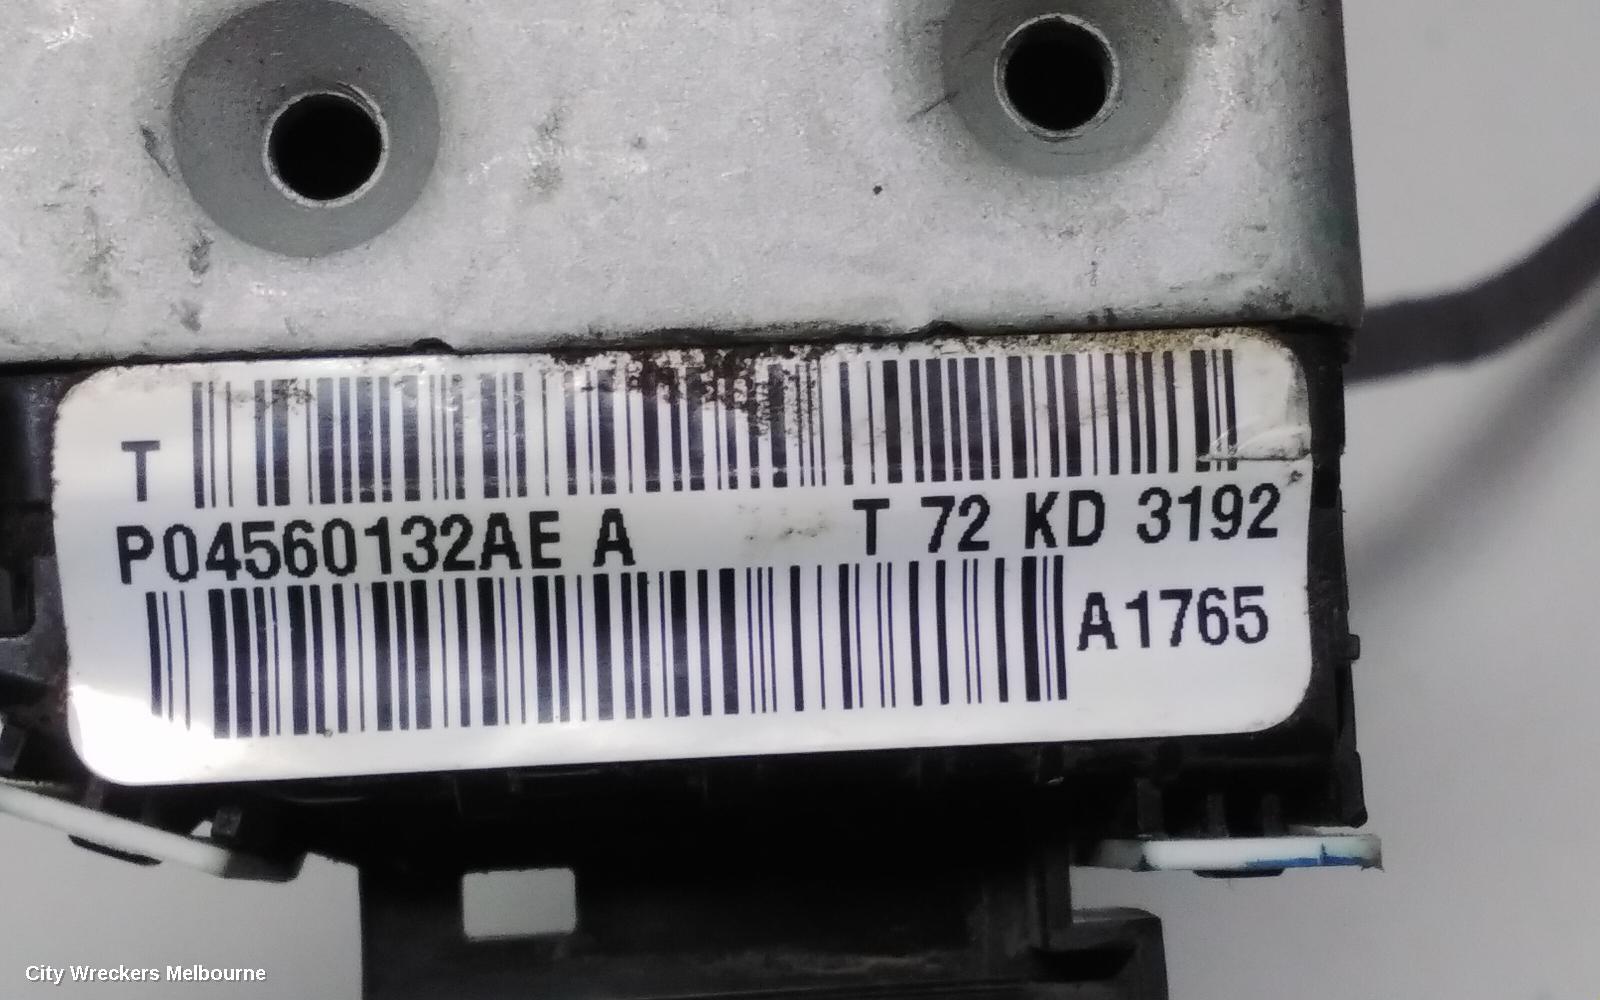 T
P04560132AE A T 72 KD 3192
A1765
City Wreckers Melbourne